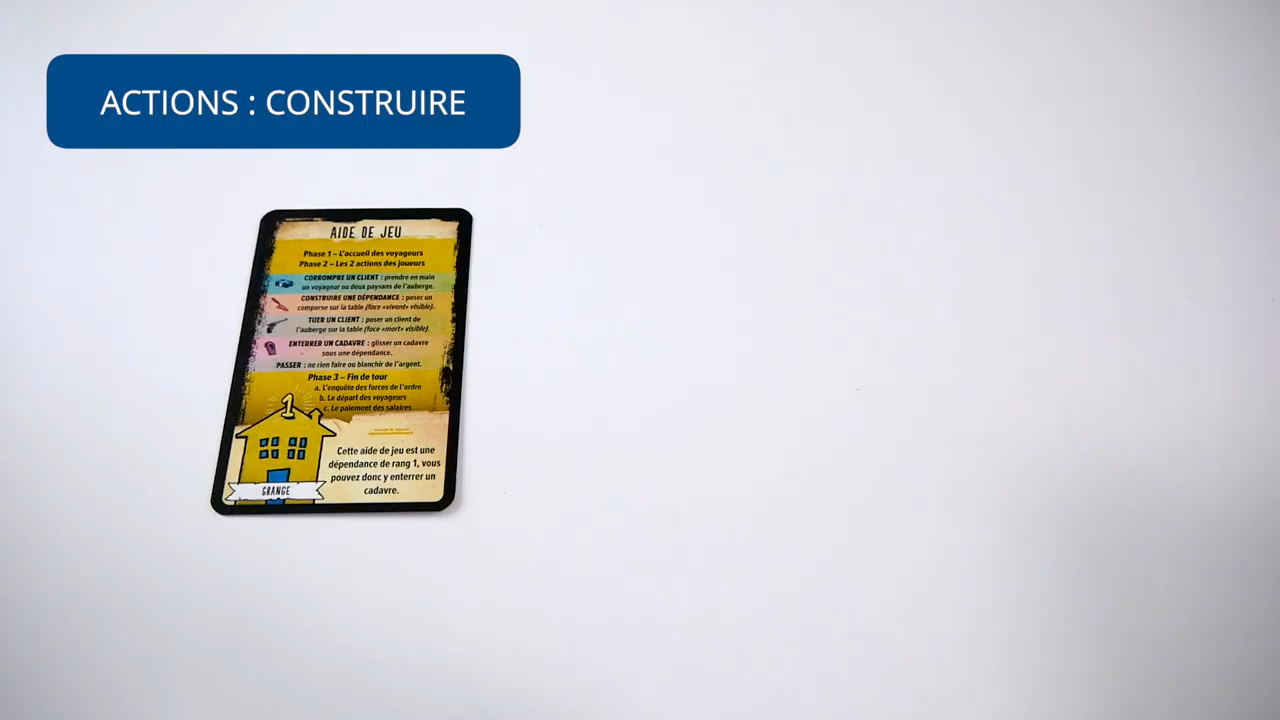 ACTIONS : CONSTRUIRE
AIDE DE JEU
Phase 1 – L'accueil des voyageurs
Phase 2 – Les 2 actions des joueurs
CORROMPRE UN CLIENT : prendre en main
un voyageur ou deux paysans de l'auberge.
CONSTRUIRE UNE DÉPENDANCE : poser un
comparse sur la table (face «vivant» visible).
TUER UN CLIENT : poser un client de
l'auberge sur la table (face «mort» visible).
ENTERRER UN CADAVRE : glisser un cadavre
sous une dépendance.
PASSER : ne rien faire ou blanchir de l'argent.
Phase 3 – Fin de tour
a. L'enquête des forces de l'ordre
b. Le départ des voyageurs
c. Le paiement des salaires
1
Cette aide de jeu est une
dépendance de rang 1, vous
pouvez donc y enterrer un
cadavre.
GRANGE